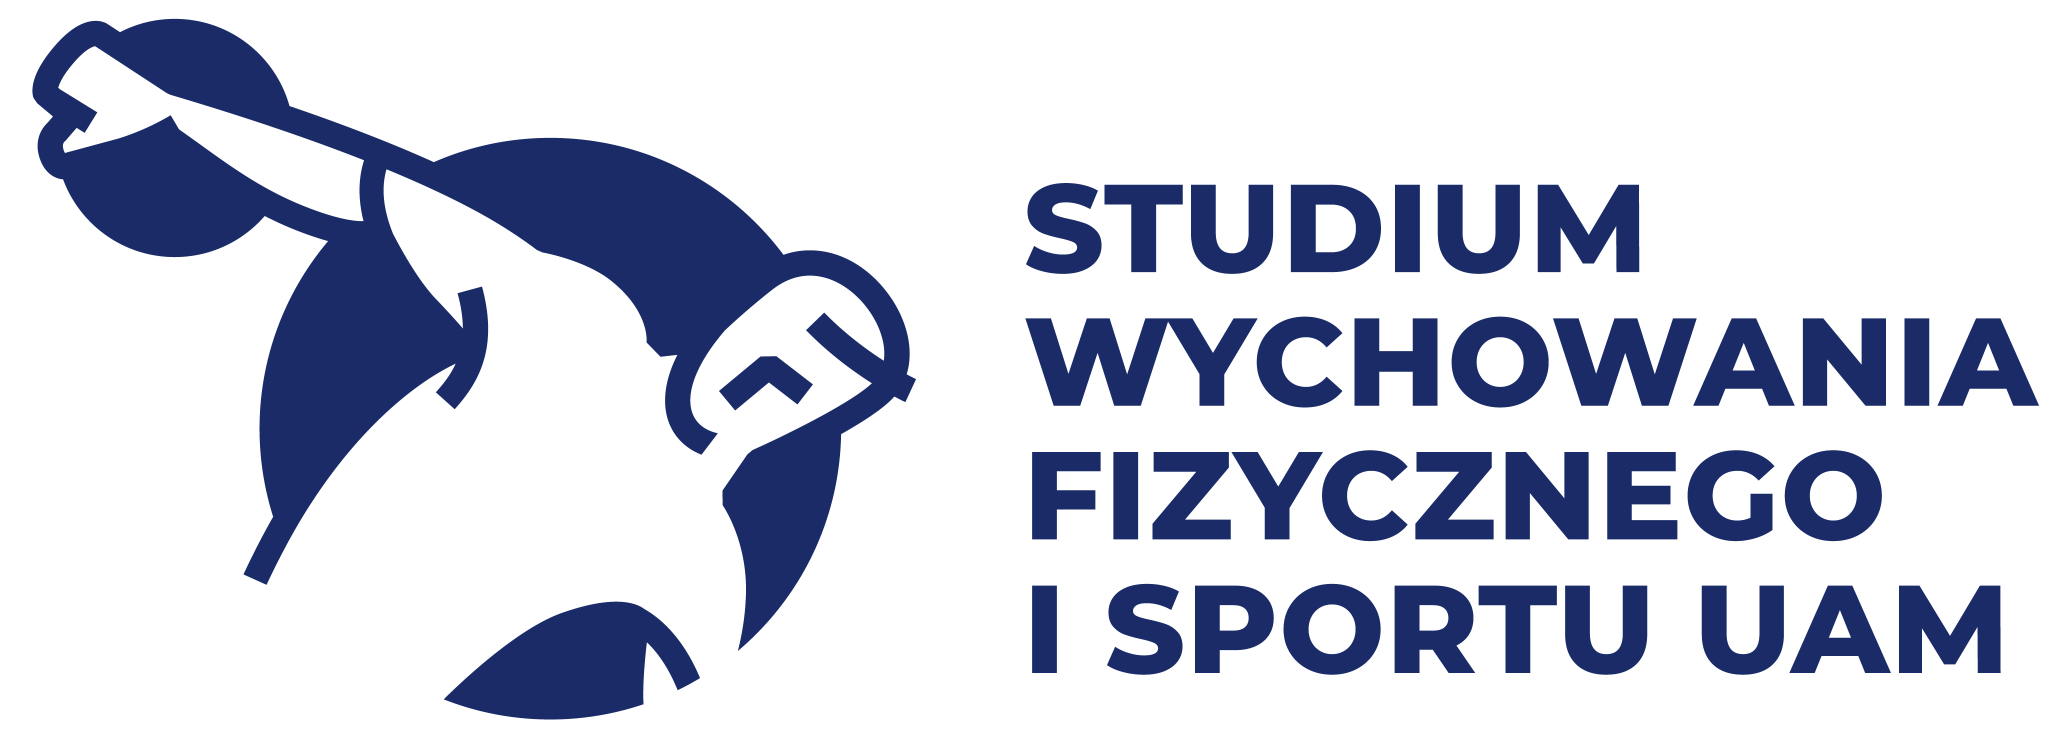 STUDIUM
WYCHOWANIA
FIZYCZNEGO
I SPORTU UAM